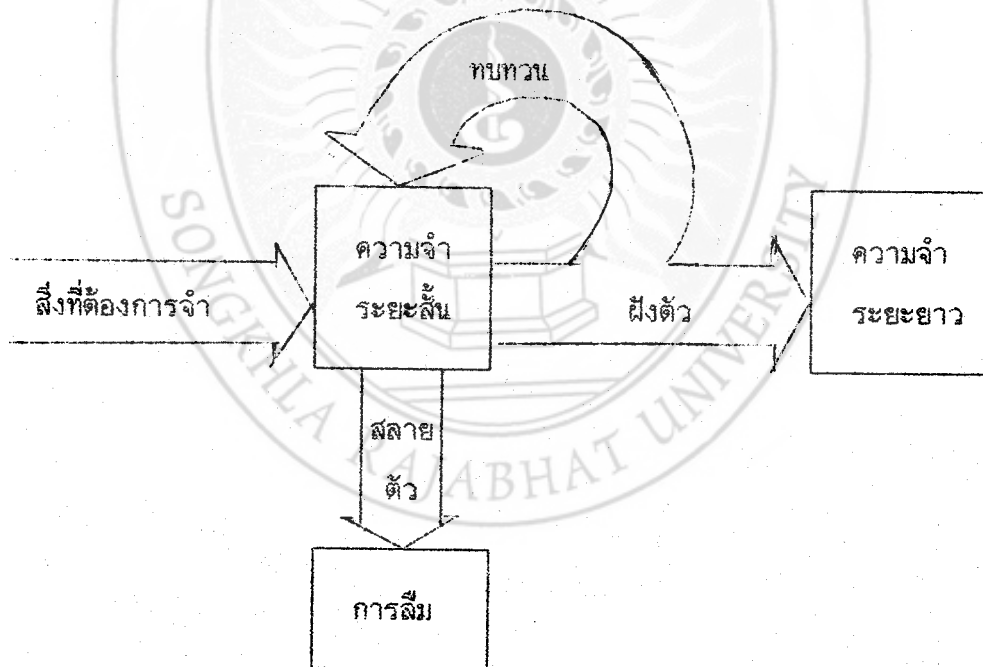 ทบทวน
ความจำ
ระยะสั้น
ความจำ
ระยะยาว
สิ่งที่ต้องการจำ
ฝังตัว
สลาย
ตัว
การลืม
SONGKHLA RAJABHAT UNIVERSITY